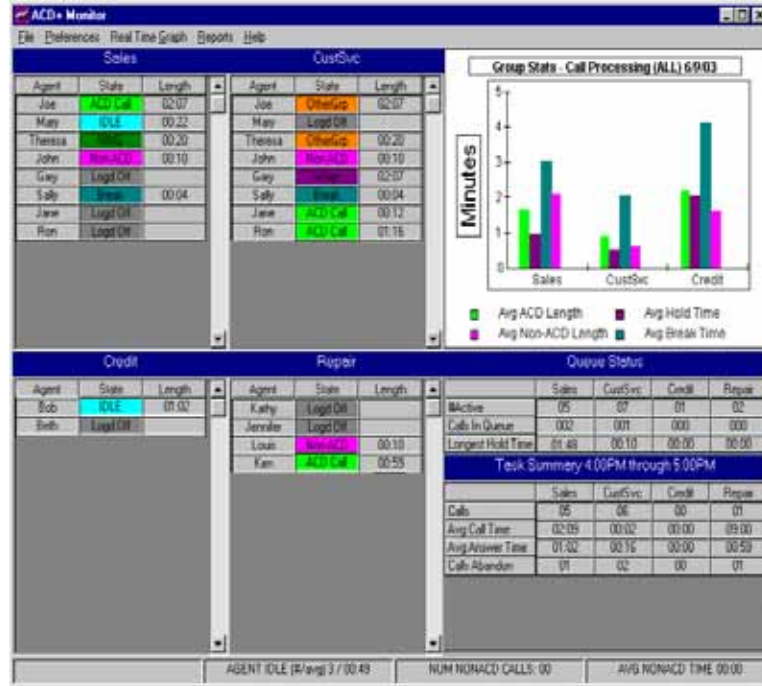 ACD+ Monitor
File Preferences Real Time Graph Reports Help
Sales
Agent State Length
Joe ACD Call 02:07
Mary IDLE 00:22
Theresa 00:20
John Non-ACD 00:10
Gary Logd Off
Sally Break 00:04
Jane Logd Off
Ron Logd Off
CustSvc
Agent State Length
Joe OtherGrp 02:07
Mary Logd Off
Theresa OtherGrp 00:20
John Non-ACD 00:10
Gary 02:07
Sally Break 00:04
Jane ACD Call 00:12
Ron ACD Call 01:16
Group Stats - Call Processing (ALL) 6/9/03
Minutes
5
4
3
2
1
0
Sales CustSvc Credit
Avg ACD Length Avg Hold Time
Avg Non-ACD Length Avg Break Time
Credit
Agent State Length
Bob IDLE 01:02
Beth Logd Off
Repair
Agent State Length
Kathy Logd Off
Jennifer Logd Off
Louis Non-ACD 00:10
Ken ACD Call 00:59
Queue Status
Sales CustSvc Credit Repair
#Active 05 07 01 02
Calls In Queue 002 001 000 000
Longest Hold Time 01:48 00:10 00:00 00:00
Task Summery 4:00PM through 5:00PM
Sales CustSvc Credit Repair
Calls 05 06 00 01
Avg Call Time 02:09 00:02 00:00 09:00
Avg Answer Time 01:02 00:16 00:00 00:59
Calls Abandon 01 02 00 01
AGENT IDLE (#/avg) 3 / 00:49 NUM NONACD CALLS: 00 AVG NONACD TIME 00:00